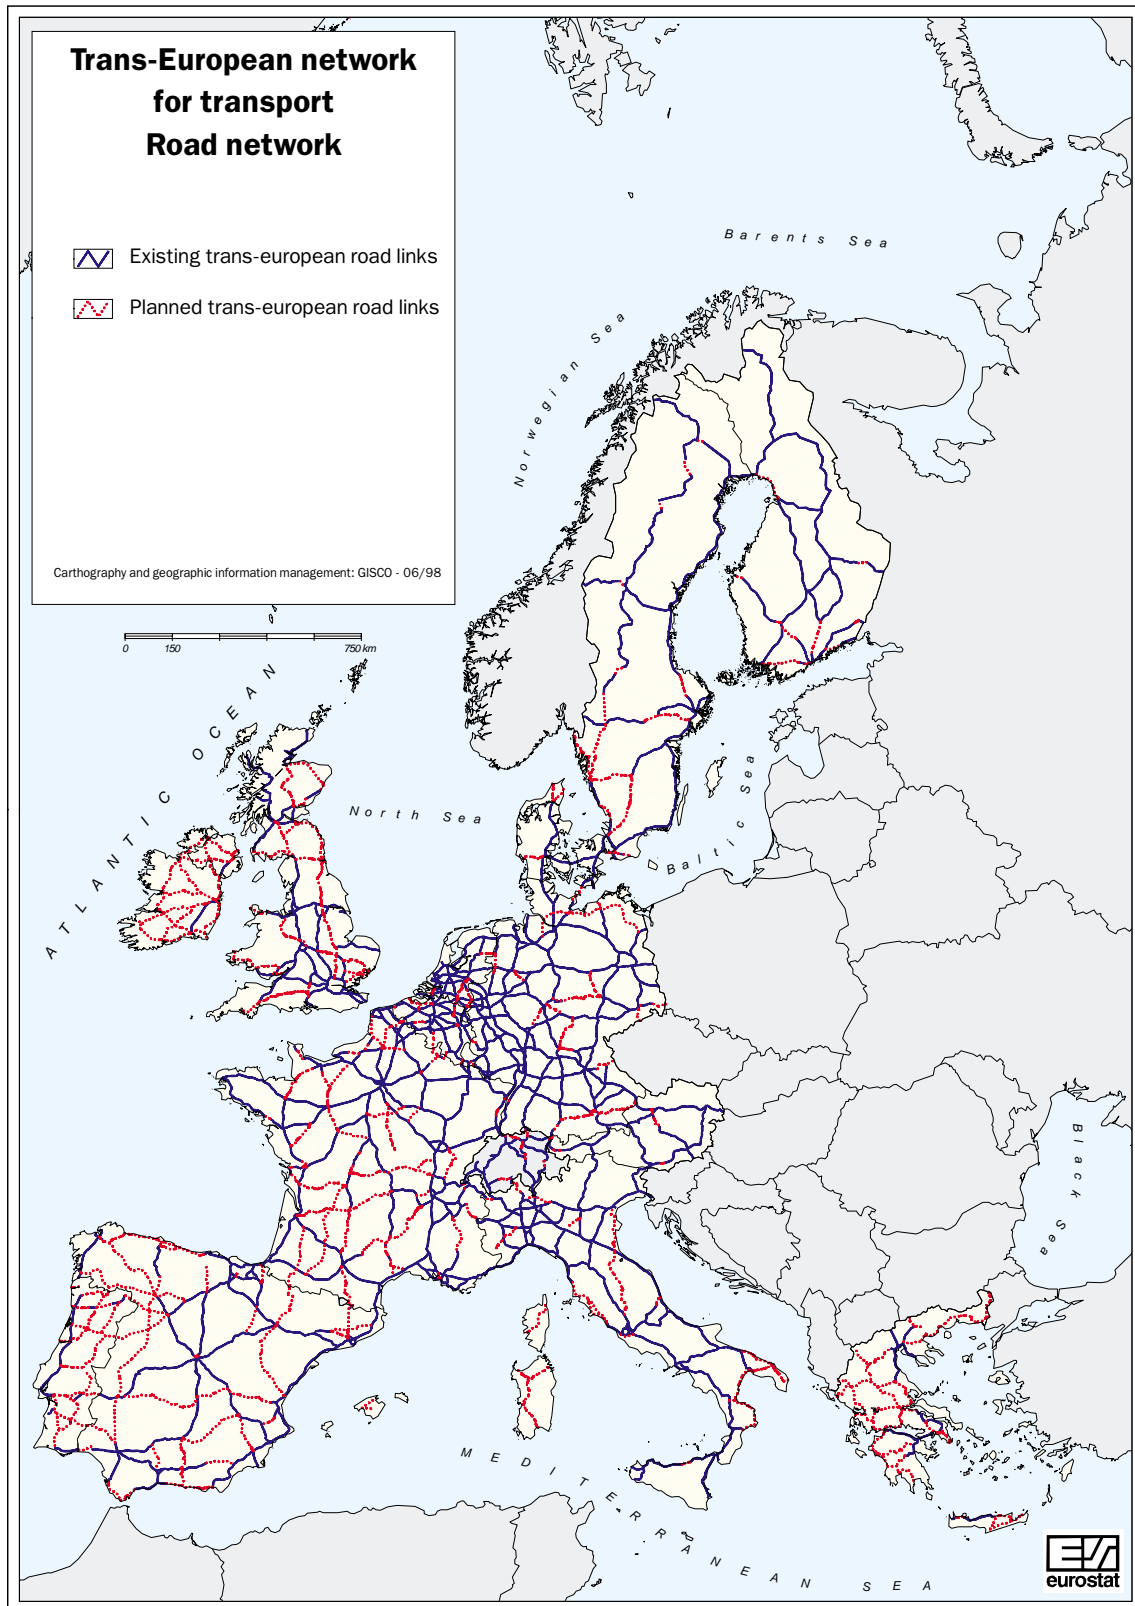 Trans-European network
for transport
Road network
Existing trans-european road links
Planned trans-european road links
Carthography and geographic information management: GISCO - 06/98
0 150 750 km
Barents Sea
Norwegian Sea
ATLANTIC OCEAN
North Sea
Baltic Sea
Black Sea
MEDITERRANEAN SEA
eurostat